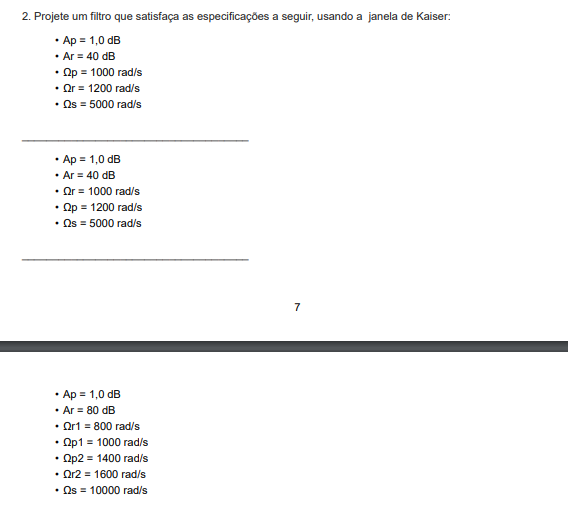 2. Projete um filtro que satisfaça as especificações a seguir, usando a janela de Kaiser:
• Ap = 1,0 dB
• Ar = 40 dB
• Ωp = 1000 rad/s
• Ωr = 1200 rad/s
• Ωs = 5000 rad/s
• Ap = 1,0 dB
• Ar = 40 dB
• Ωr = 1000 rad/s
• Ωp = 1200 rad/s
• Ωs = 5000 rad/s
7
• Ap = 1,0 dB
• Ar = 80 dB
• Ωr1 = 800 rad/s
• Ωp1 = 1000 rad/s
• Ωp2 = 1400 rad/s
• Ωr2 = 1600 rad/s
• Ωs = 10000 rad/s